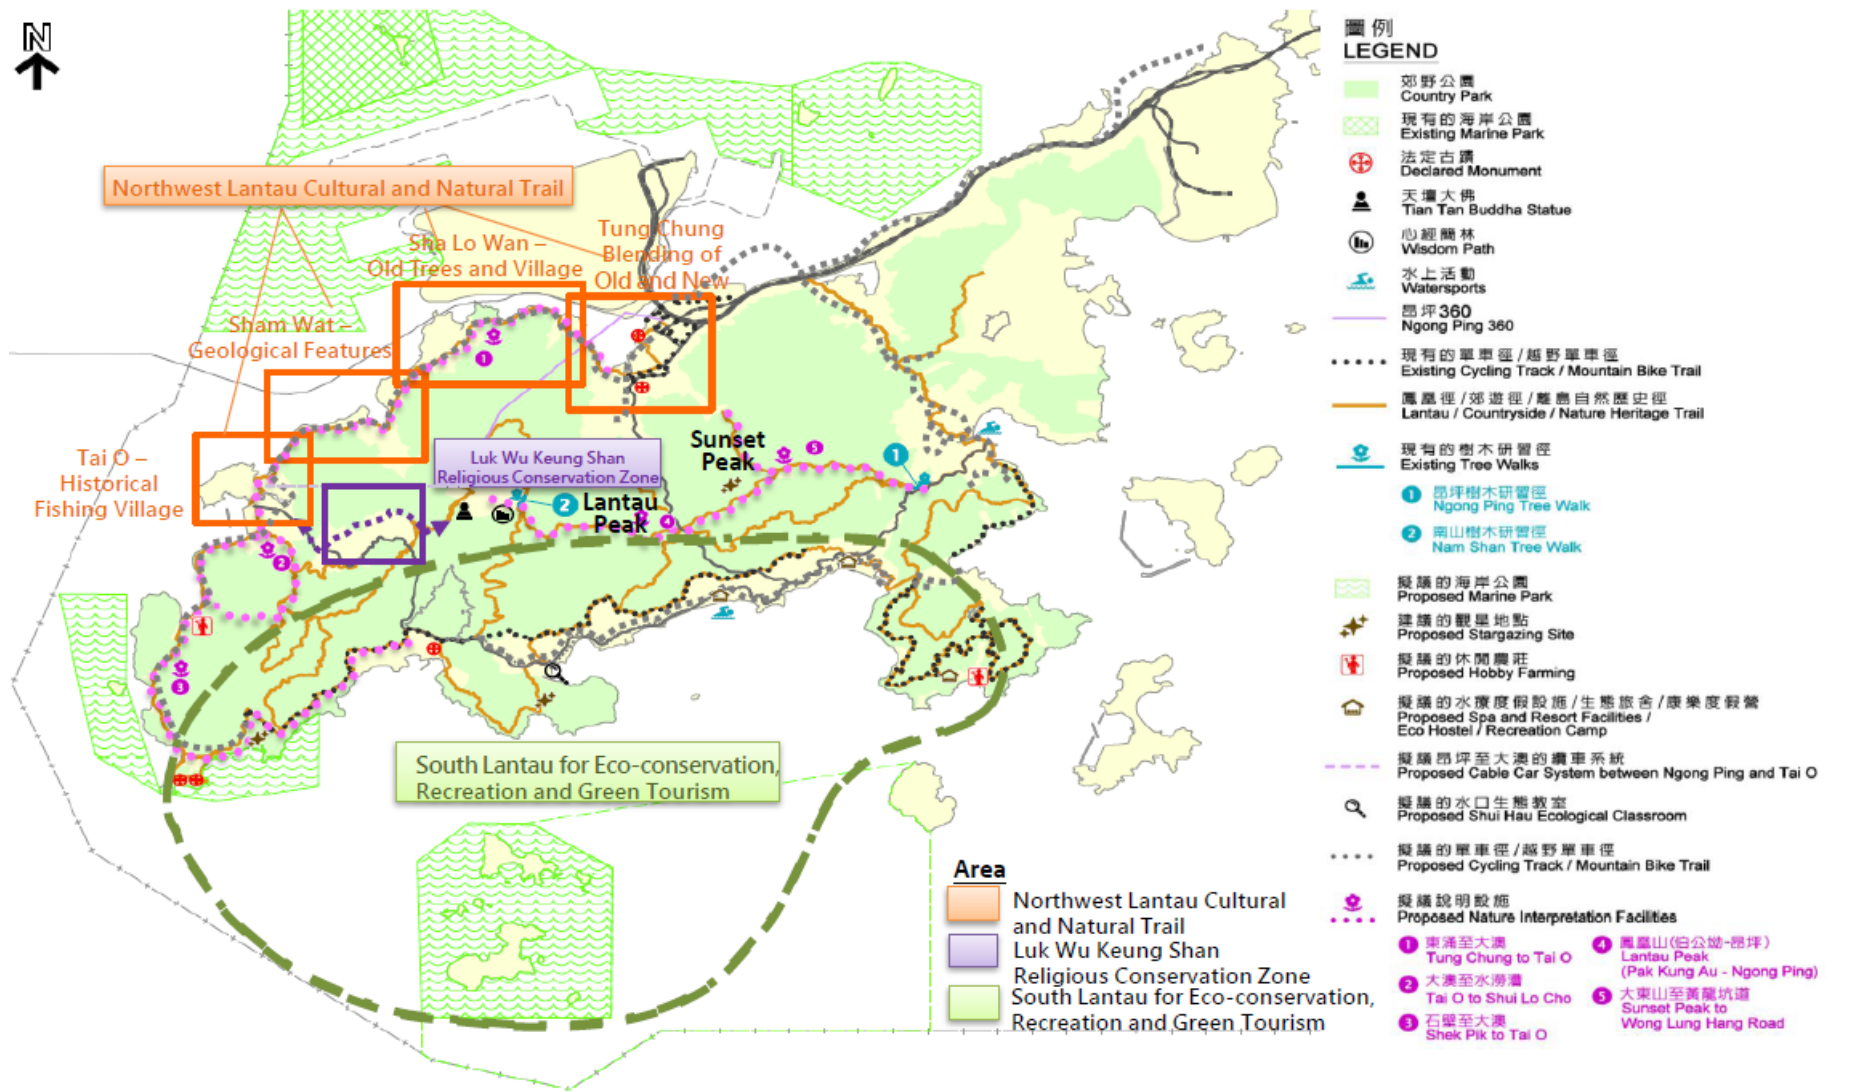 N
Northwest Lantau Cultural and Natural Trail
Sha Lo Wan –
Old Trees and Village
Tung Chung
Blending of
Old and New
Sham Wat –
Geological Features
Tai O –
Historical
Fishing Village
Luk Wu Keung Shan
Religious Conservation Zone
Sunset
Peak
Lantau
Peak
1
5
1
2
4
2
3
South Lantau for Eco-conservation,
Recreation and Green Tourism
Area
Northwest Lantau Cultural
and Natural Trail
Luk Wu Keung Shan
Religious Conservation Zone
South Lantau for Eco-conservation,
Recreation and Green Tourism
圖例
LEGEND
郊野公園
Country Park
現有的海岸公園
Existing Marine Park
法定古蹟
Declared Monument
天壇大佛
Tian Tan Buddha Statue
心經簡林
Wisdom Path
水上活動
Watersports
昂坪360
Ngong Ping 360
現有的單車徑/越野單車徑
Existing Cycling Track / Mountain Bike Trail
鳳凰徑/郊遊徑/離島自然歷史徑
Lantau / Countryside / Nature Heritage Trail
現有的樹木研習徑
Existing Tree Walks
1 昂坪樹木研習徑
Ngong Ping Tree Walk
2 南山樹木研習徑
Nam Shan Tree Walk
擬議的海岸公園
Proposed Marine Park
建議的觀星地點
Proposed Stargazing Site
擬議的休閒農莊
Proposed Hobby Farming
擬議的水療度假設施/生態旅舍/康樂度假營
Proposed Spa and Resort Facilities /
Eco Hostel / Recreation Camp
擬議昂坪至大澳的纜車系統
Proposed Cable Car System between Ngong Ping and Tai O
擬議的水口生態教室
Proposed Shui Hau Ecological Classroom
擬議的單車徑/越野單車徑
Proposed Cycling Track / Mountain Bike Trail
擬議說明設施
Proposed Nature Interpretation Facilities
1 東涌至大澳
Tung Chung to Tai O
2 大澳至水澇漕
Tai O to Shui Lo Cho
3 石壁至大澳
Shek Pik to Tai O
4 鳳凰山(伯公坳-昂坪)
Lantau Peak
(Pak Kung Au - Ngong Ping)
5 大東山至黃龍坑道
Sunset Peak to
Wong Lung Hang Road